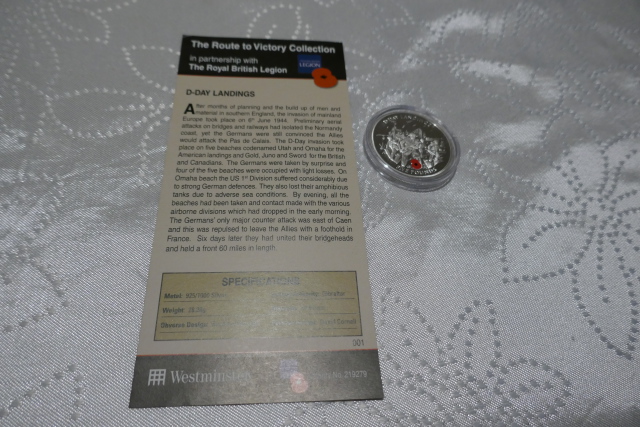 The Route to Victory Collection
in partnership with
The Royal British Legion
LEGION
D-DAY LANDINGS
After months of planning and the build up of men and
material in southern England, the invasion of mainland
Europe took place on 6th June 1944. Preliminary aerial
attacks on bridges and railways had isolated the Normandy
coast, yet the Germans were still convinced the Allies
would attack the Pas de Calais. The D-Day invasion took
place on five beaches codenamed Utah and Omaha for the
American landings and Gold, Juno and Sword for the British
and Canadians. The Germans were taken by surprise and
four of the five beaches were occupied with light losses. On
Omaha beach the US 1st Division suffered considerably due
to strong German defences. They also lost their amphibious
tanks due to adverse sea conditions. By evening, all the
beaches had been taken and contact made with the various
airborne divisions which had dropped in the early morning.
The Germans' only major counter attack was east of Caen
and this was repulsed to leave the Allies with a foothold in
France. Six days later they had united their bridgeheads
and held a front 60 miles in length.
SPECIFICATIONS
Metal:
Gibraltar
Weight:
Obverse Design:
001
Westminster
219279